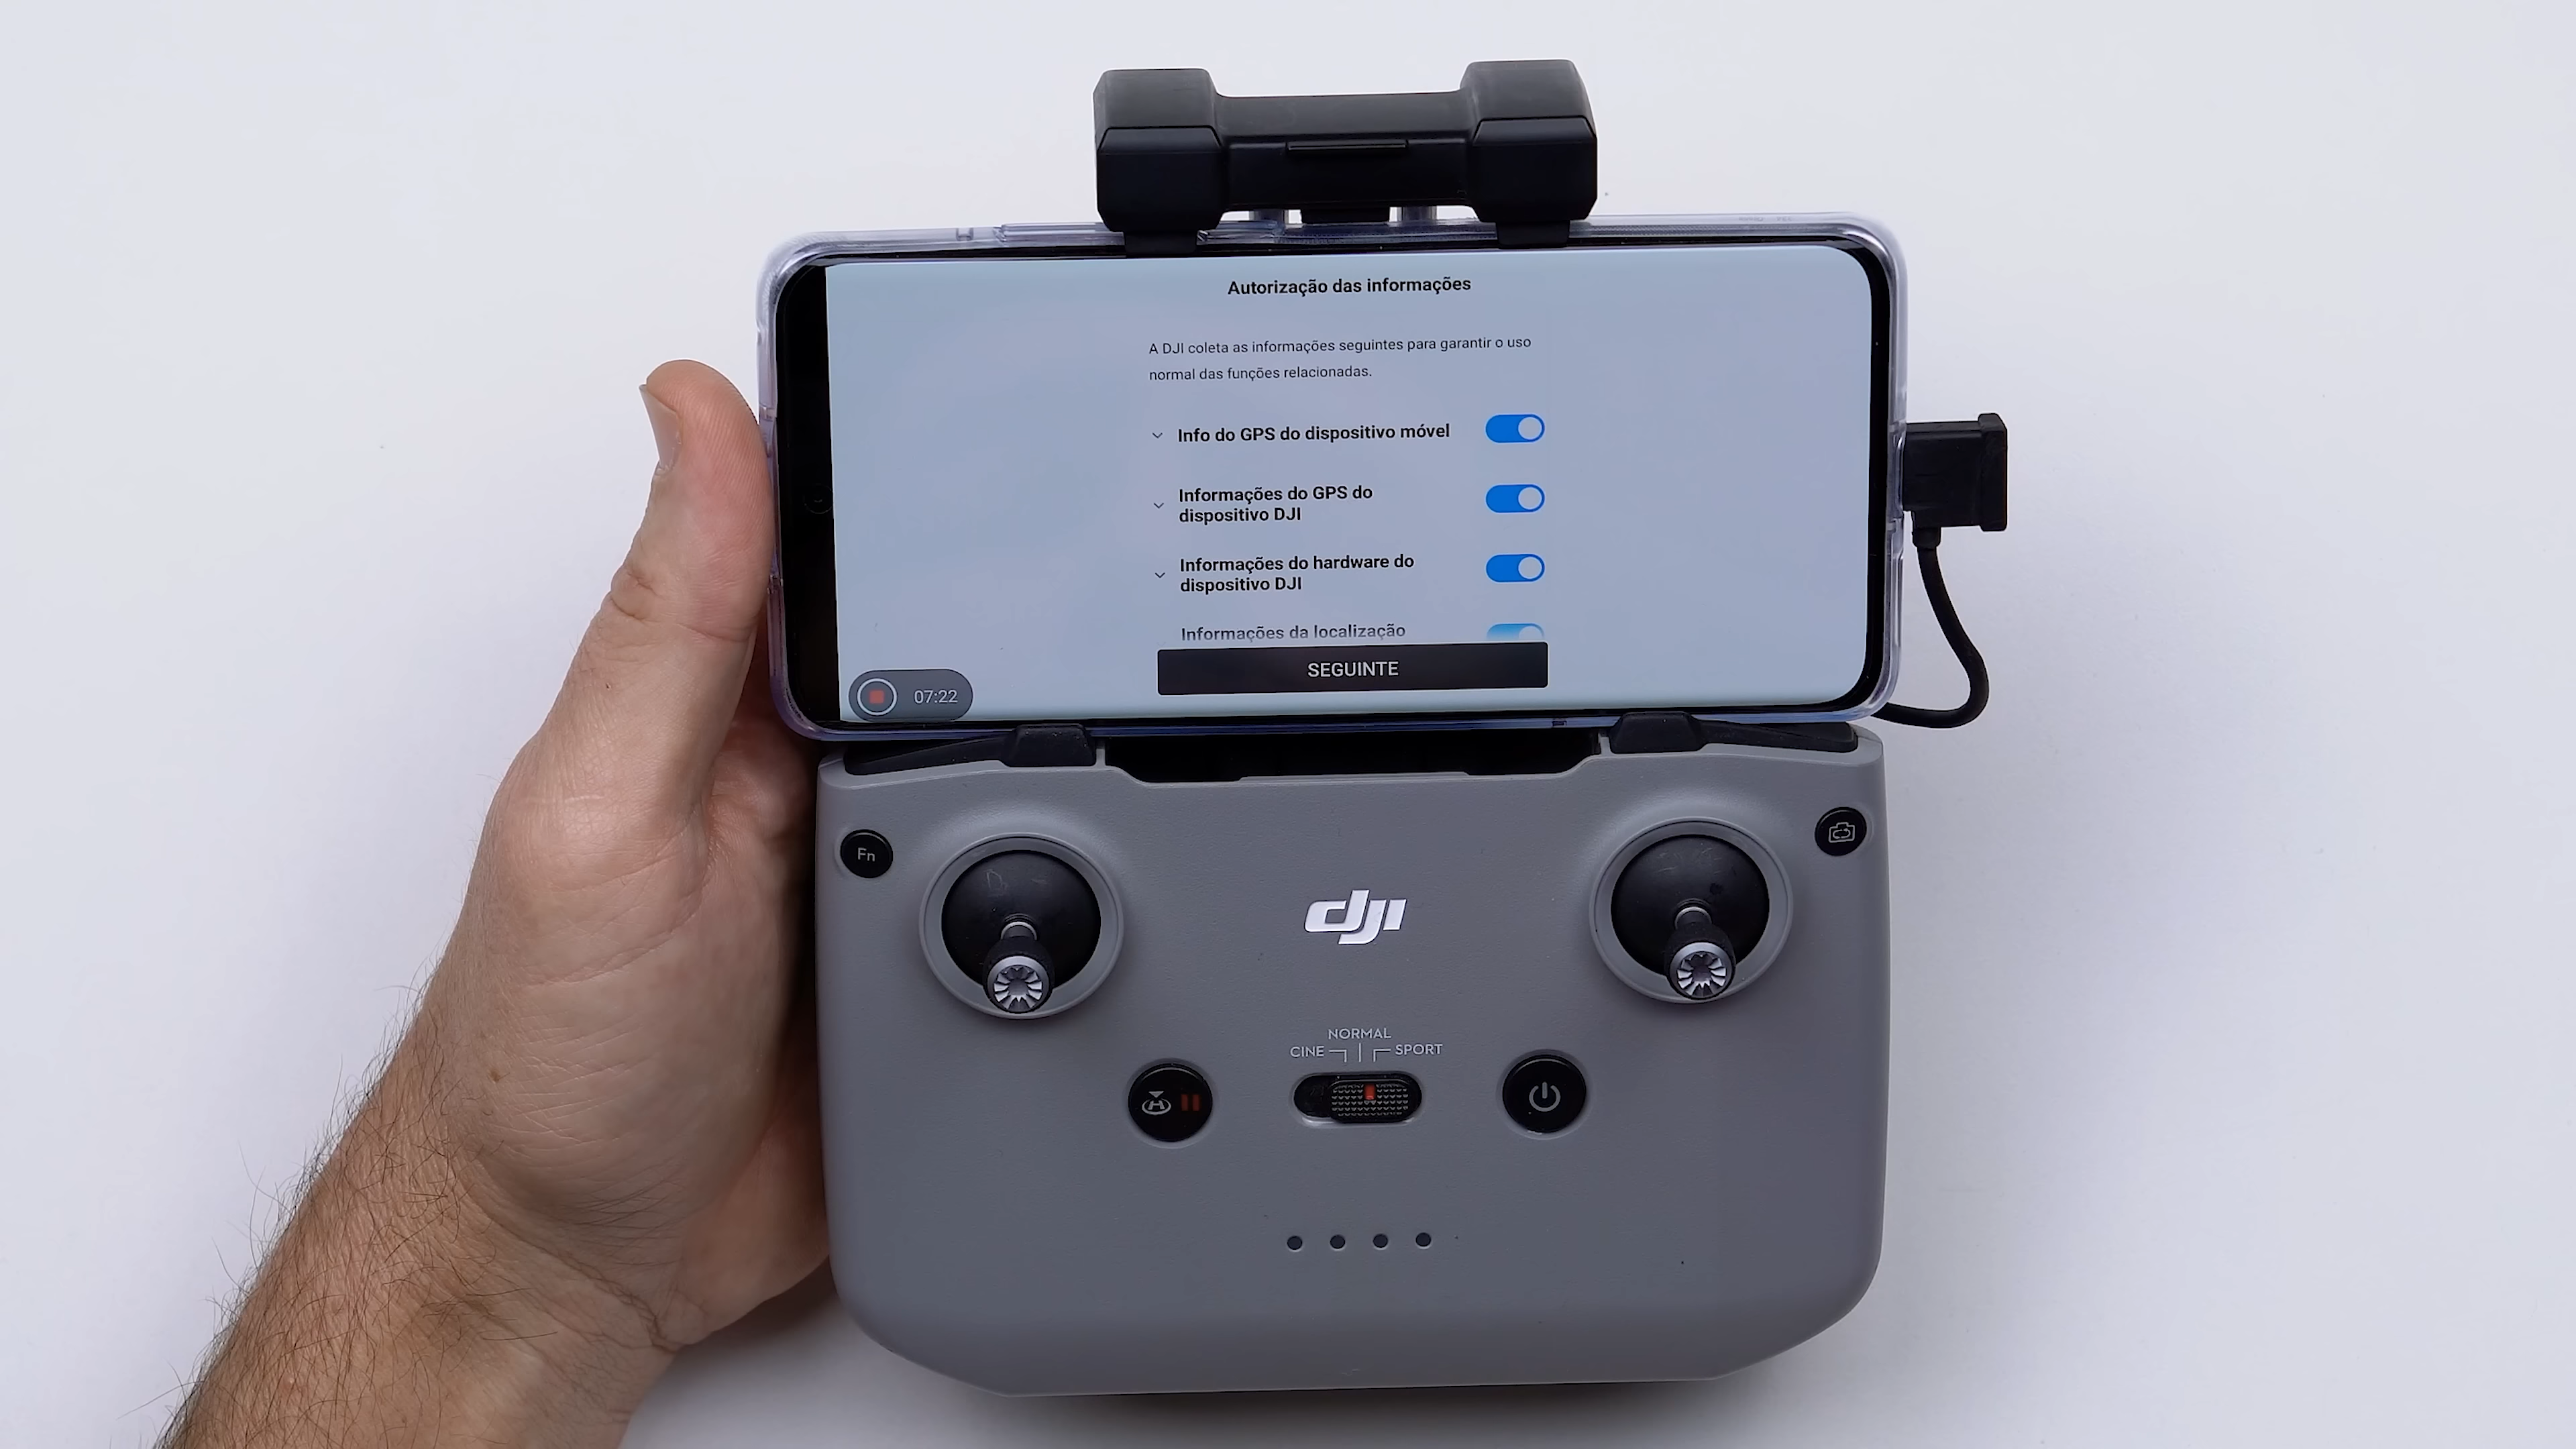 Autorização das informações
A DJI coleta as informações seguintes para garantir o uso
normal das funções relacionadas.
Info do GPS do dispositivo móvel
Informações do GPS do
dispositivo DJI
Informações do hardware do
dispositivo DJI
Informações da localização
SEGUINTE
07:22
Fn
dji
NORMAL
CINE
SPORT
H